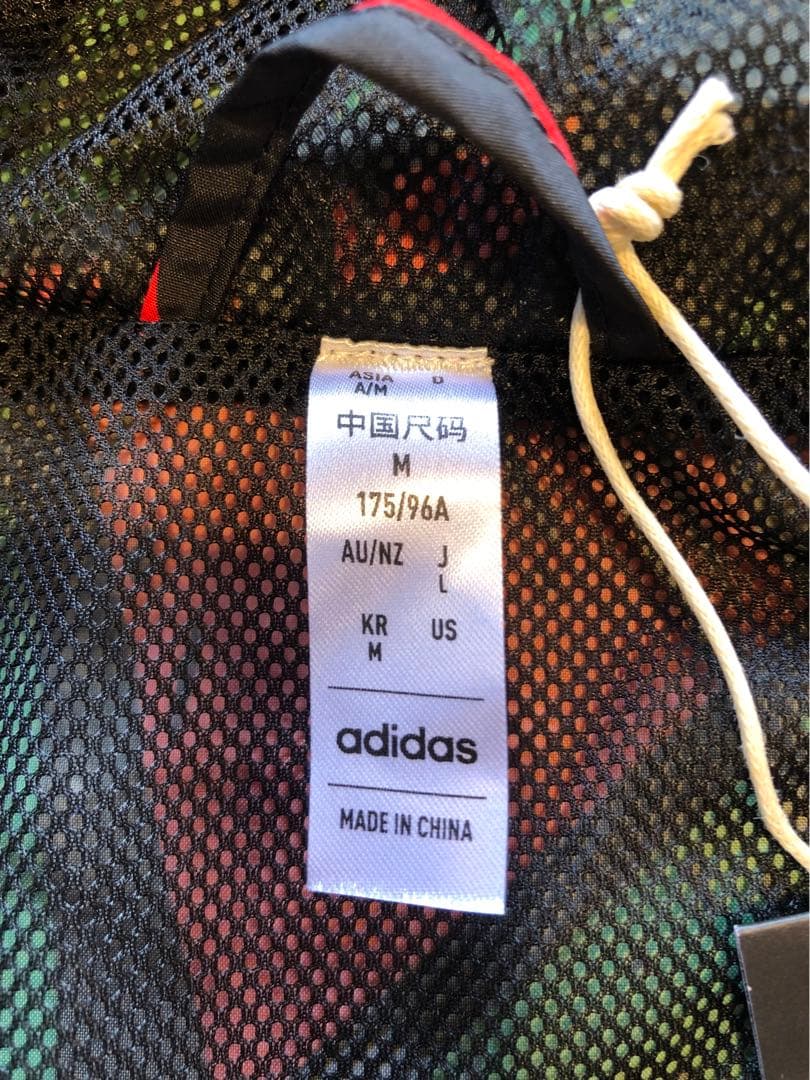 ASIA D
A/M
中国尺码
M
175/96A
AU/NZ J
L
KR US
M
adidas
MADE IN CHINA